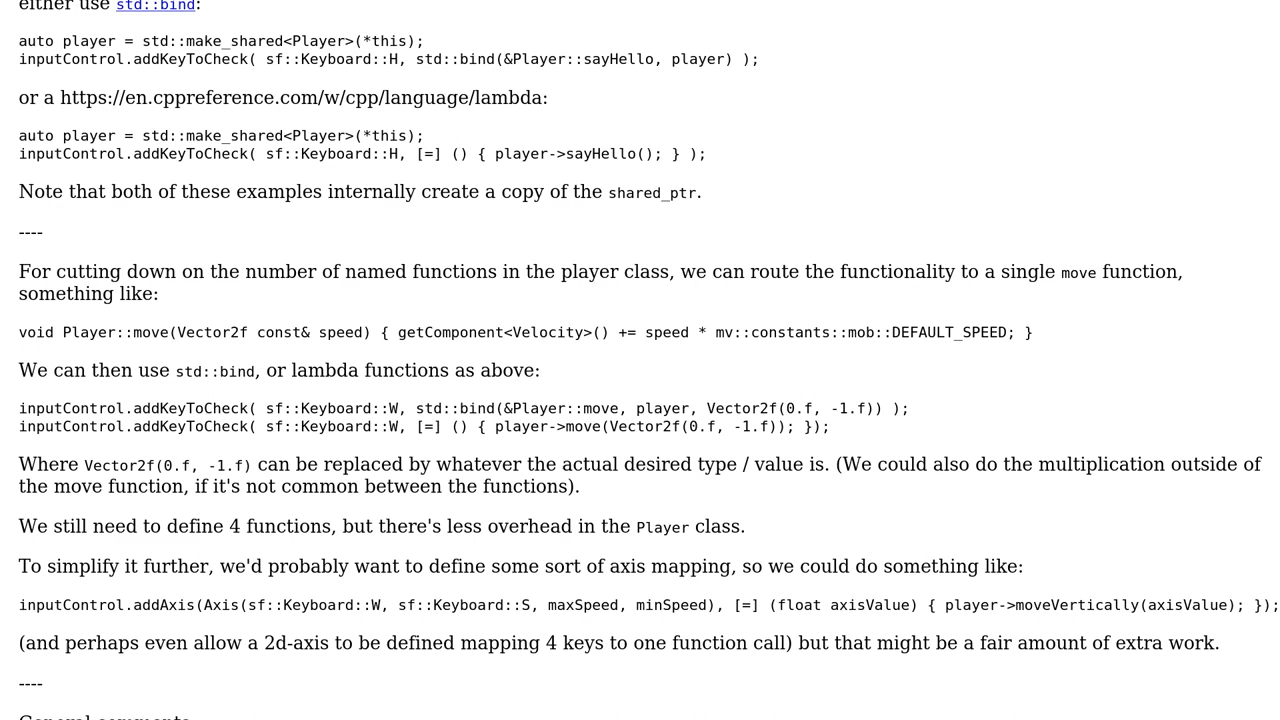 either use std::bind:
auto player = std::make_shared<Player>(*this);
inputControl.addKeyToCheck( sf::Keyboard::H, std::bind(&Player::sayHello, player) );
or a https://en.cppreference.com/w/cpp/language/lambda:
auto player = std::make_shared<Player>(*this);
inputControl.addKeyToCheck( sf::Keyboard::H, [=] () { player->sayHello(); } );
Note that both of these examples internally create a copy of the shared_ptr.
----
For cutting down on the number of named functions in the player class, we can route the functionality to a single move function,
something like:
void Player::move(Vector2f const& speed) { getComponent<Velocity>() += speed * mv::constants::mob::DEFAULT_SPEED; }
We can then use std::bind, or lambda functions as above:
inputControl.addKeyToCheck( sf::Keyboard::W, std::bind(&Player::move, player, Vector2f(0.f, -1.f)) );
inputControl.addKeyToCheck( sf::Keyboard::W, [=] () { player->move(Vector2f(0.f, -1.f)); });
Where Vector2f(0.f, -1.f) can be replaced by whatever the actual desired type / value is. (We could also do the multiplication outside of
the move function, if it's not common between the functions).
We still need to define 4 functions, but there's less overhead in the Player class.
To simplify it further, we'd probably want to define some sort of axis mapping, so we could do something like:
inputControl.addAxis(Axis(sf::Keyboard::W, sf::Keyboard::S, maxSpeed, minSpeed), [=] (float axisValue) { player->moveVertically(axisValue); });
(and perhaps even allow a 2d-axis to be defined mapping 4 keys to one function call) but that might be a fair amount of extra work.
----
General comments